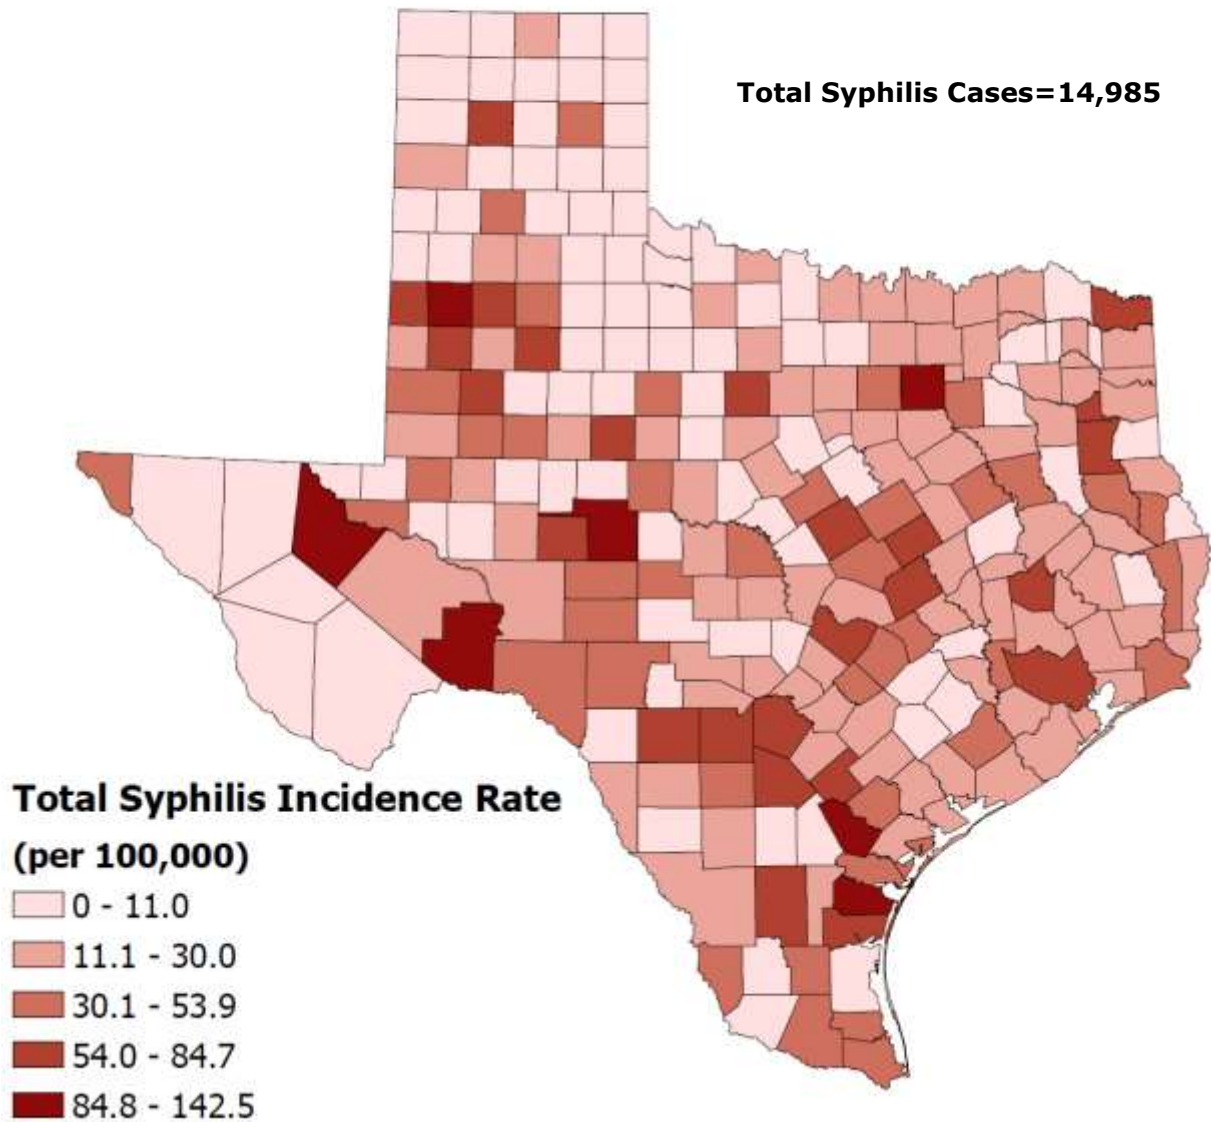 Total Syphilis Cases=14,985
Total Syphilis Incidence Rate
(per 100,000)
0 - 11.0
11.1 - 30.0
30.1 - 53.9
54.0 - 84.7
84.8 - 142.5